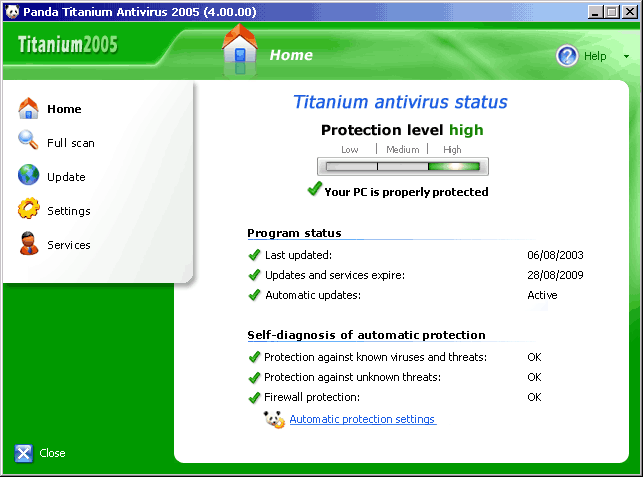 Panda Titanium Antivirus 2005 (4.00.00)
Titanium2005
Home
Help
Home
Full scan
Update
Settings
Services
Close
Titanium antivirus status
Protection level high
Low Medium High
Your PC is properly protected
Program status
Last updated: 06/08/2003
Updates and services expire: 28/08/2009
Automatic updates: Active
Self-diagnosis of automatic protection
Protection against known viruses and threats: OK
Protection against unknown threats: OK
Firewall protection: OK
Automatic protection settings